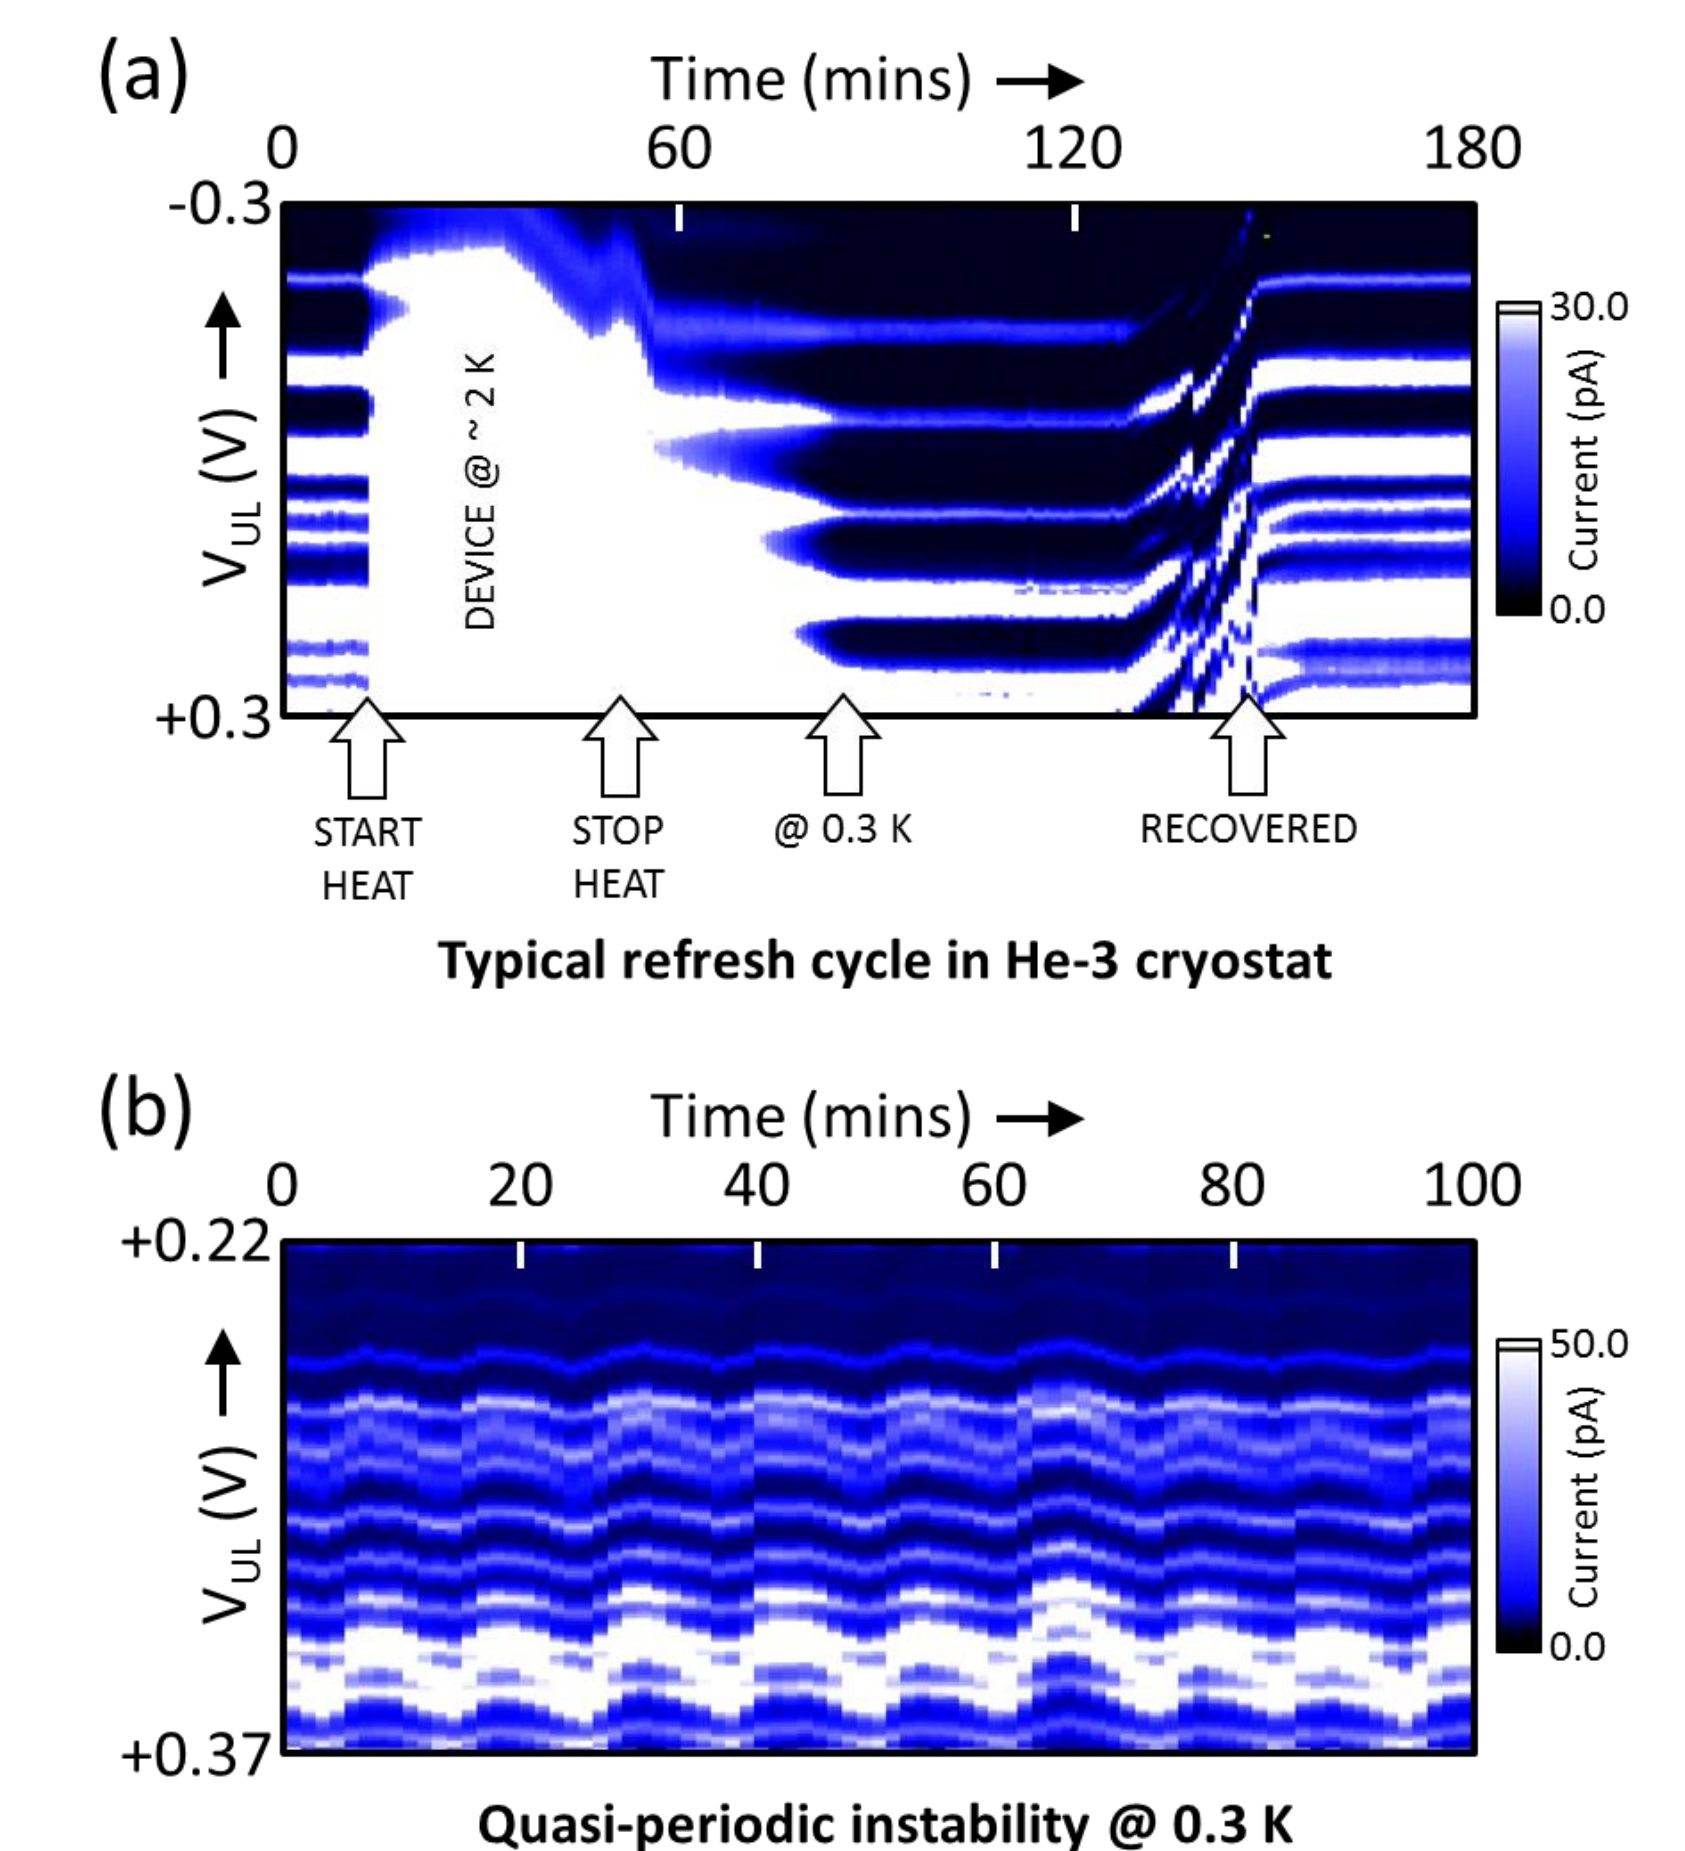 (a)
Time (mins)
0 60 120 180
-0.3
VUL (V)
+0.3
DEVICE @ ~ 2 K
30.0
Current (pA)
0.0
START
HEAT
STOP
HEAT
@ 0.3 K
RECOVERED
Typical refresh cycle in He-3 cryostat
(b)
Time (mins)
0 20 40 60 80 100
+0.22
VUL (V)
+0.37
50.0
Current (pA)
0.0
Quasi-periodic instability @ 0.3 K